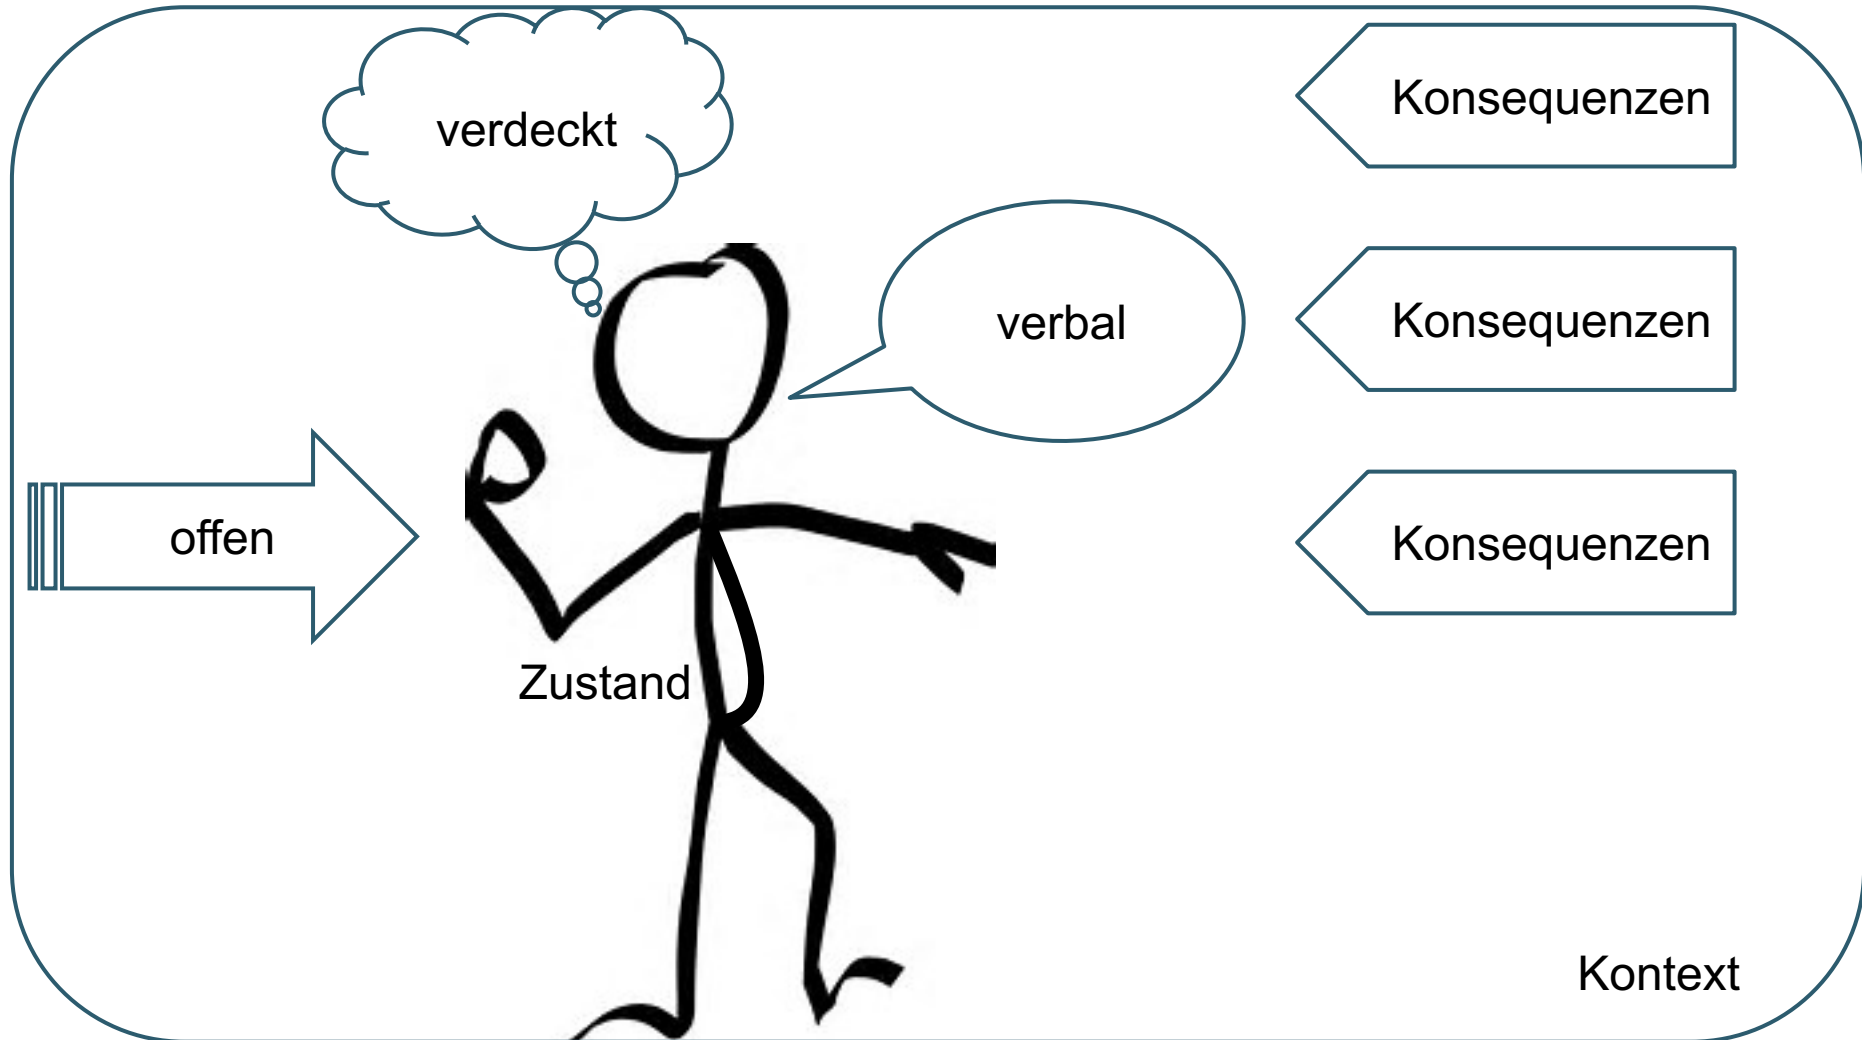 verdeckt
Konsequenzen
verbal
Konsequenzen
offen
Konsequenzen
Zustand
Kontext